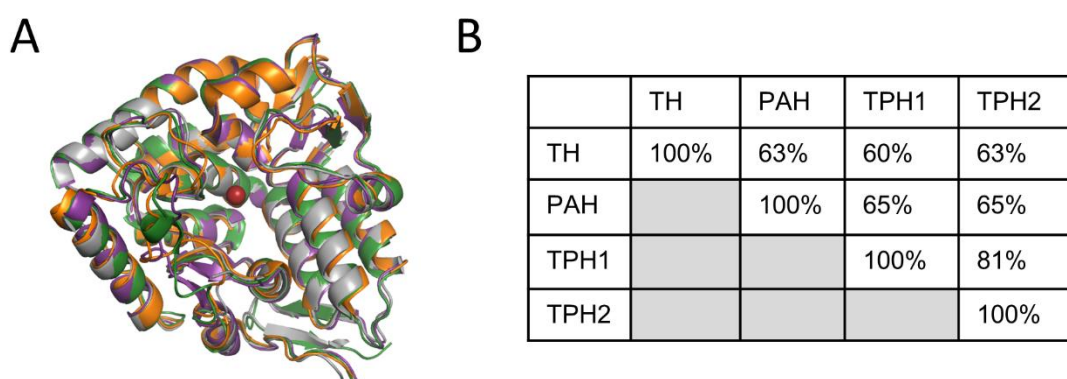 A
B
TH PAH TPH1 TPH2
TH 100% 63% 60% 63%
PAH 100% 65% 65%
TPH1 100% 81%
TPH2 100%